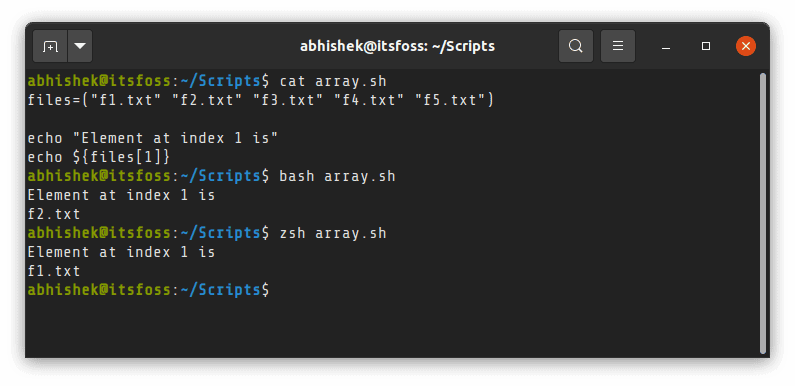 abhishek@itsfoss: ~/Scripts
abhishek@itsfoss:~/Scripts$ cat array.sh
files=("f1.txt" "f2.txt" "f3.txt" "f4.txt" "f5.txt")
echo "Element at index 1 is"
echo ${files[1]}
abhishek@itsfoss:~/Scripts$ bash array.sh
Element at index 1 is
f2.txt
abhishek@itsfoss:~/Scripts$ zsh array.sh
Element at index 1 is
f1.txt
abhishek@itsfoss:~/Scripts$